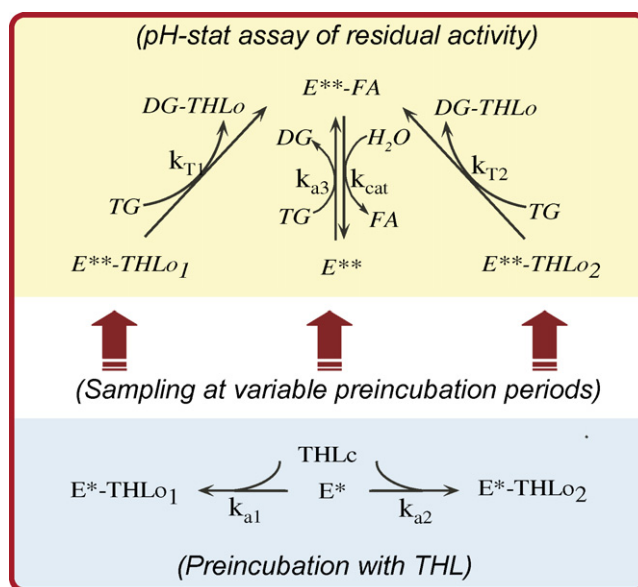 (pH-stat assay of residual activity)
E**-FA
DG-THLo
DG-THLo
DG
H₂O
kT1
ka3
kcat
kT2
TG
TG
FA
TG
E**-THLo1
E**
E**-THLo2
(Sampling at variable preincubation periods)
THLc
E*-THLo1
E*
E*-THLo2
ka1
ka2
(Preincubation with THL)